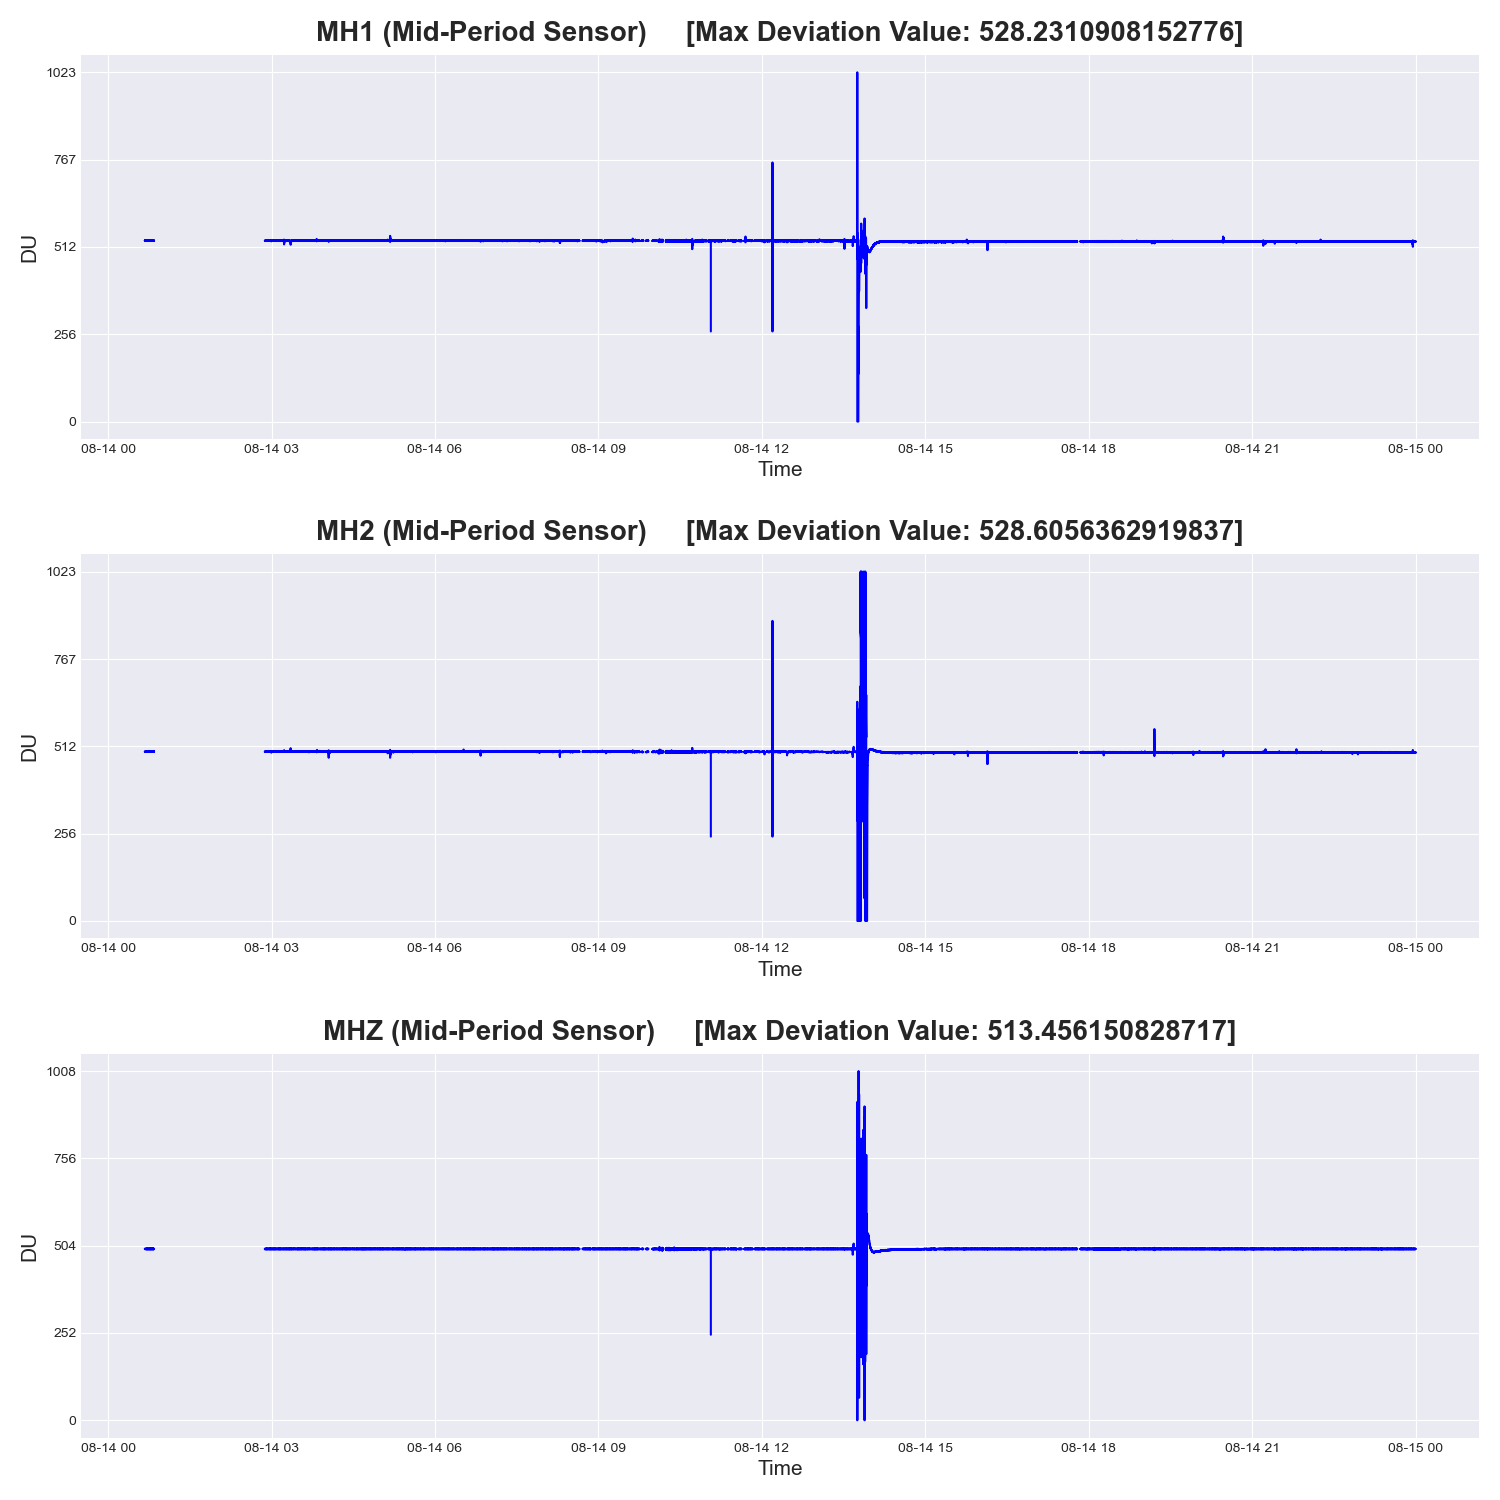 MH1 (Mid-Period Sensor) [Max Deviation Value: 528.2310908152776]
1023
767
512
256
0
DU
08-14 00 08-14 03 08-14 06 08-14 09 08-14 12 08-14 15 08-14 18 08-14 21 08-15 00
Time
MH2 (Mid-Period Sensor) [Max Deviation Value: 528.6056362919837]
1023
767
512
256
0
DU
08-14 00 08-14 03 08-14 06 08-14 09 08-14 12 08-14 15 08-14 18 08-14 21 08-15 00
Time
MHZ (Mid-Period Sensor) [Max Deviation Value: 513.456150828717]
1008
756
504
252
0
DU
08-14 00 08-14 03 08-14 06 08-14 09 08-14 12 08-14 15 08-14 18 08-14 21 08-15 00
Time